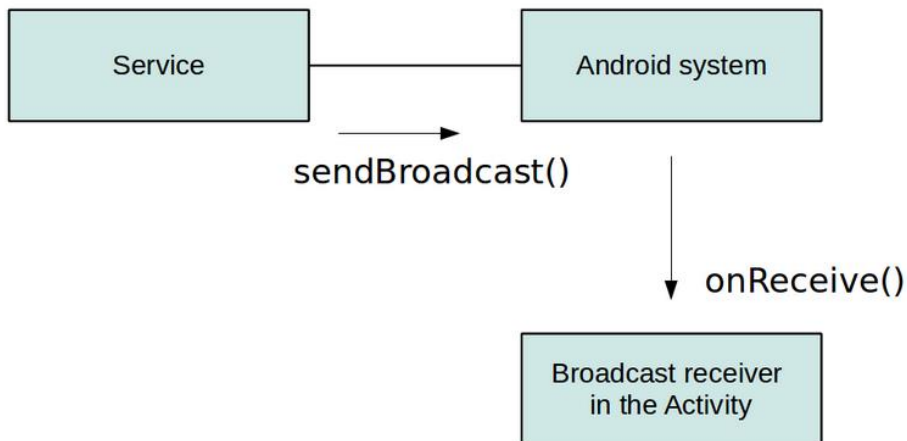 Service
Android system
sendBroadcast()
onReceive()
Broadcast receiver
in the Activity